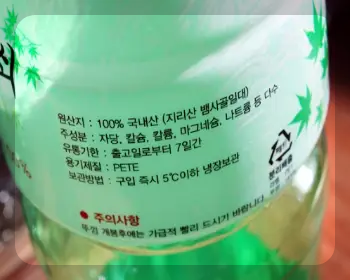 원산지 : 100% 국내산 (지리산 뱀사골일대)
주성분 : 자당, 칼슘, 칼륨, 마그네슘, 나트륨 등 다수
유통기한 : 출고일로부터 7일간
용기재질 : PETE
보관방법 : 구입 즉시 5℃이하 냉장보관
분리배출
● 주의사항
개봉후에는 가급적 빨리 드시기 바랍니다.